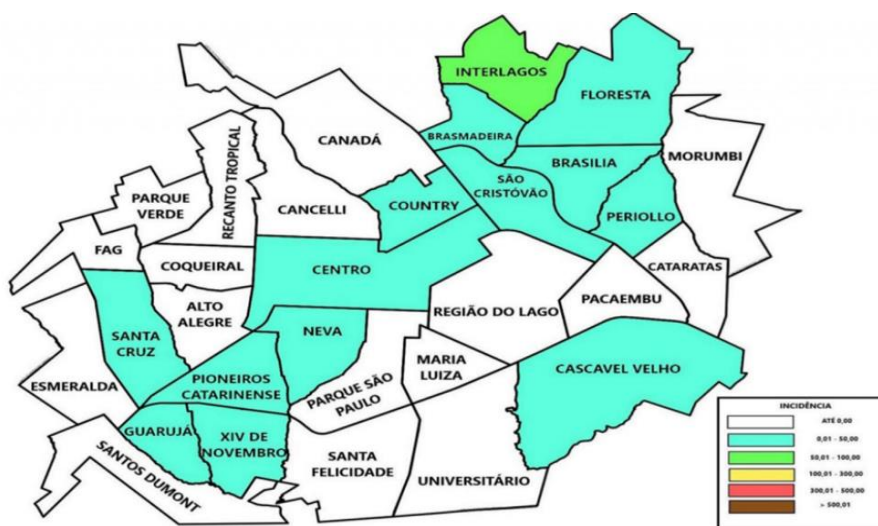 INTERLAGOS
FLORESTA
CANADÁ
BRASMADEIRA
MORUMBI
BRASILIA
SÃO
CRISTÓVÃO
RECANTO TROPICAL
PARQUE
VERDE
CANCELLI
COUNTRY
PERIOLLO
FAG
COQUEIRAL
CENTRO
CATARATAS
ALTO
ALEGRE
REGIÃO DO LAGO
PACAEMBU
SANTA
CRUZ
NEVA
MARIA
LUIZA
CASCAVEL VELHO
ESMERALDA
PIONEIROS
CATARINENSE
PARQUE SÃO
PAULO
GUARUJÁ
XIV DE
NOVEMBRO
SANTOS DUMONT
SANTA
FELICIDADE
UNIVERSITÁRIO
INCIDÊNCIA
ATÉ 0,00
0,01 - 50,00
50,01 - 100,00
100,01 - 300,00
300,01 - 500,00
> 500,01